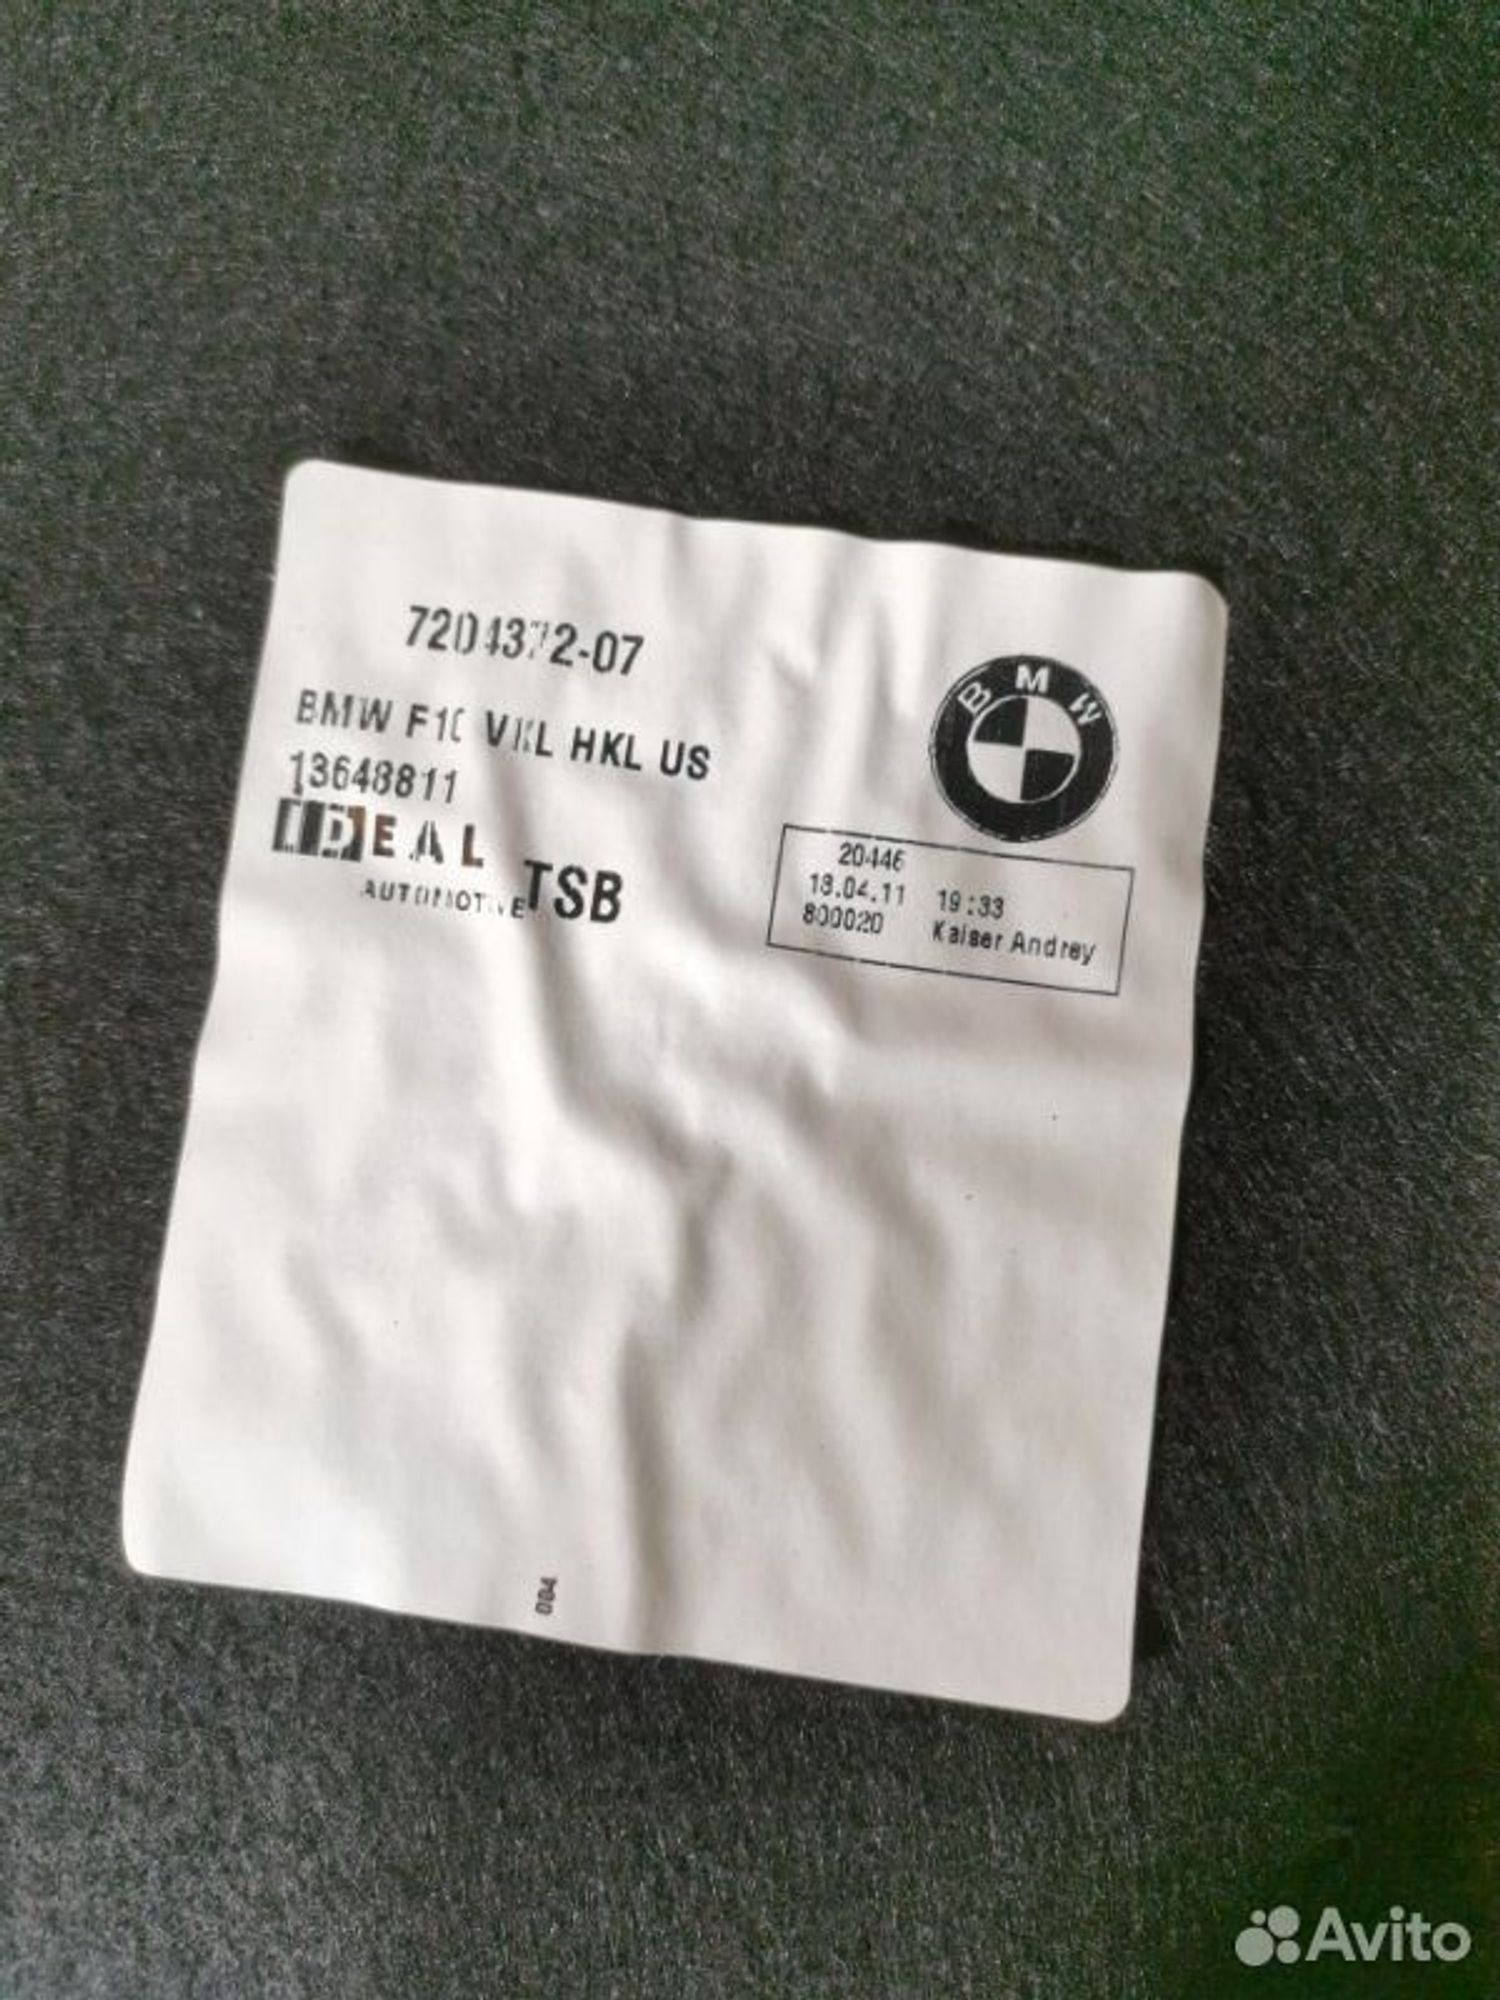 7204372-07
BMW F10 VKL HKL US
13648811
IDEAL
AUTOMOTIVE TSB
BMW
20446
18.04.11 19:33
800020 Kaiser Andrey
004
Avito